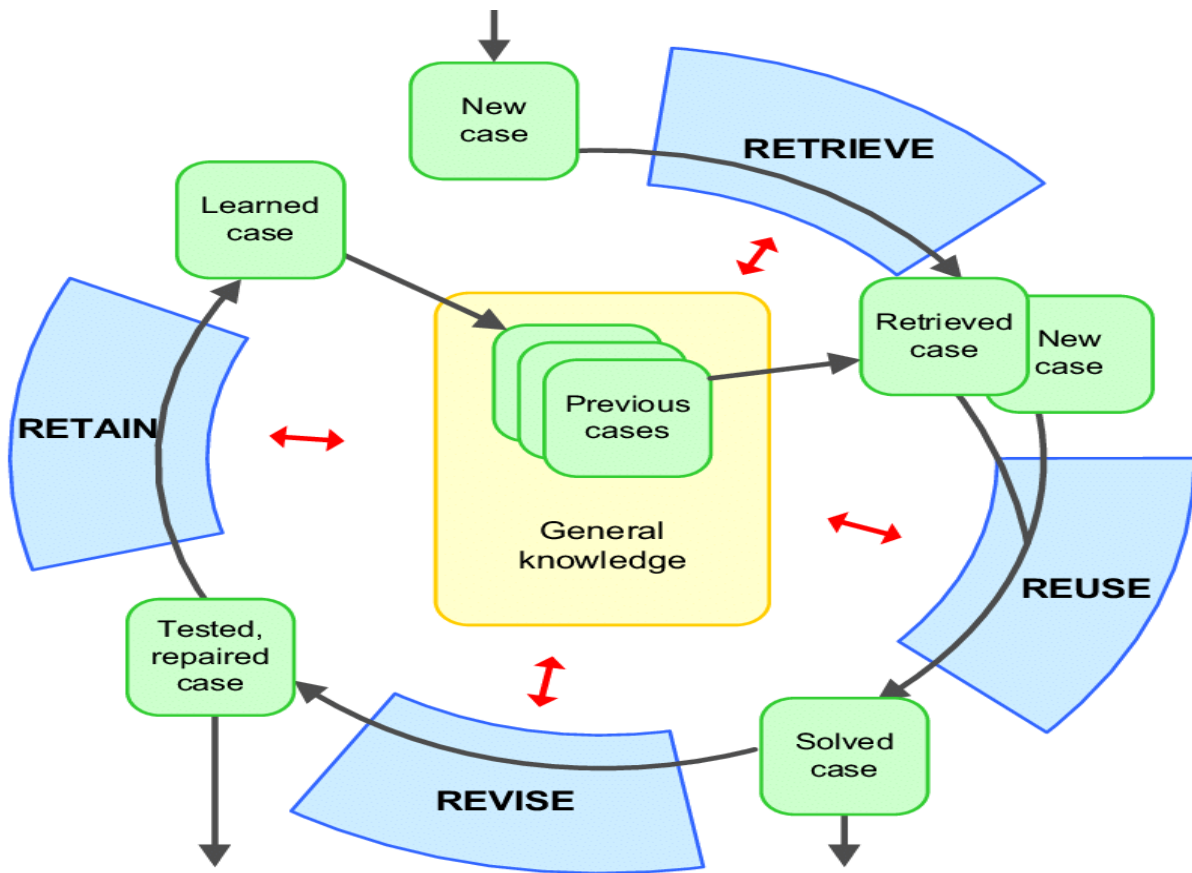 New
case
RETRIEVE
Learned
case
Retrieved
case
New
case
Previous
cases
RETAIN
General
knowledge
REUSE
Tested,
repaired
case
Solved
case
REVISE